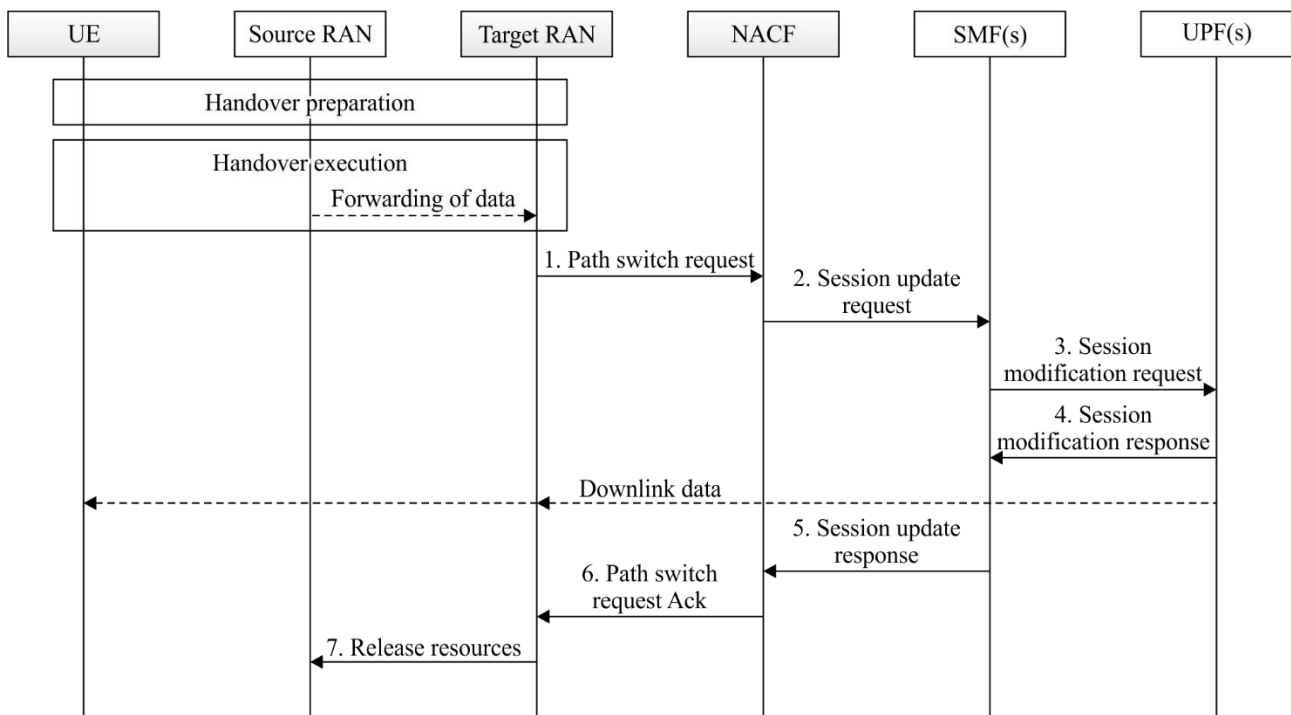 UE
Source RAN
Target RAN
NACF
SMF(s)
UPF(s)
Handover preparation
Handover execution
Forwarding of data
1. Path switch request
2. Session update
request
3. Session
modification request
4. Session
modification response
Downlink data
5. Session update
response
6. Path switch
request Ack
7. Release resources